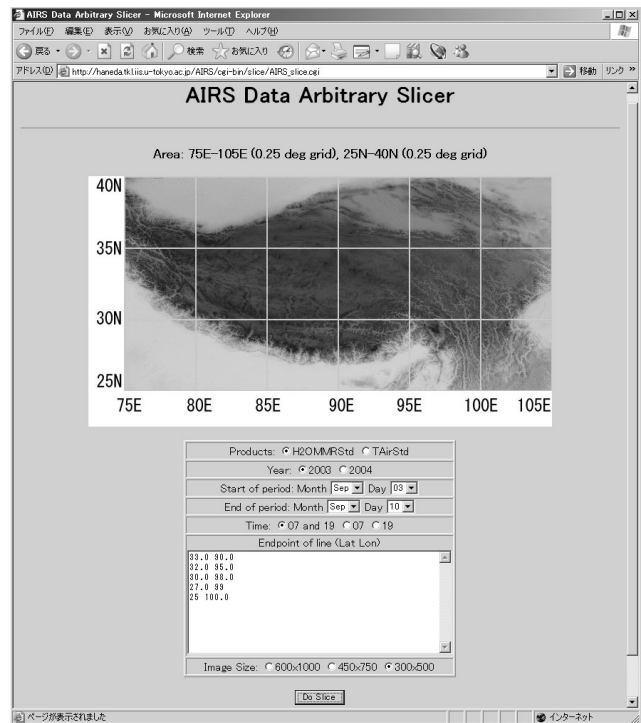 AIRS Data Arbitrary Slicer - Microsoft Internet Explorer
ファイル(F) 編集(E) 表示(V) お気に入り(A) ツール(T) ヘルプ(H)
戻る 検索 お気に入り
アドレス(D) http://haneda.tkl.iis.u-tokyo.ac.jp/AIRS/cgi-bin/slice/AIRS_slice.cgi 移動 リンク »
AIRS Data Arbitrary Slicer
Area: 75E-105E (0.25 deg grid), 25N-40N (0.25 deg grid)
40N
35N
30N
25N
75E 80E 85E 90E 95E 100E 105E
Products: H2OMMRStd TAirStd
Year: 2003 2004
Start of period: Month Sep Day 03
End of period: Month Sep Day 10
Time: 07 and 19 07 19
Endpoint of line (Lat Lon)
33.0 90.0
32.0 95.0
30.0 98.0
27.0 99
25 100.0
Image Size: 600x1000 450x750 300x500
Do Slice
ページが表示されました インターネット